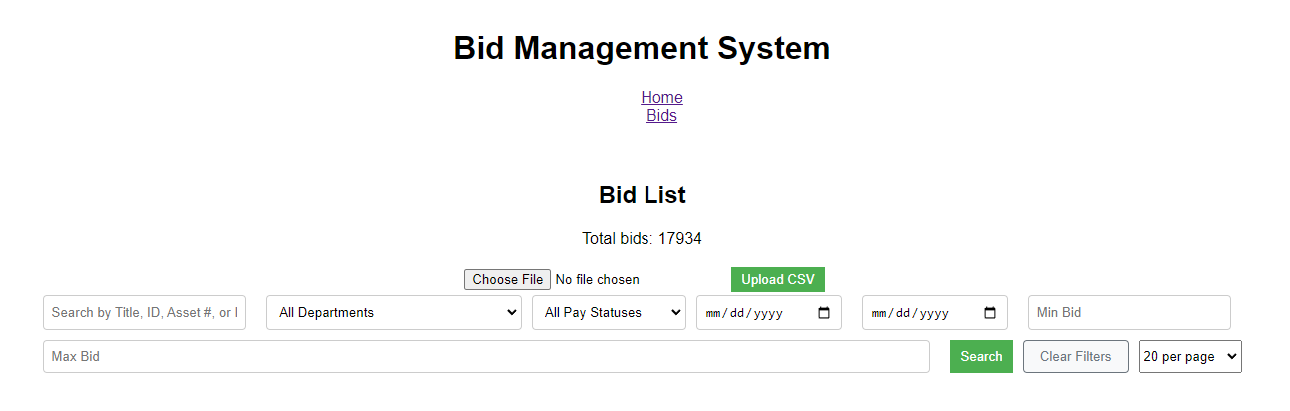 Bid Management System
Home
Bids
Bid List
Total bids: 17934
Choose File No file chosen Upload CSV
Search by Title, ID, Asset #, or All Departments All Pay Statuses mm/dd/yyyy mm/dd/yyyy Min Bid
Max Bid Search Clear Filters 20 per page